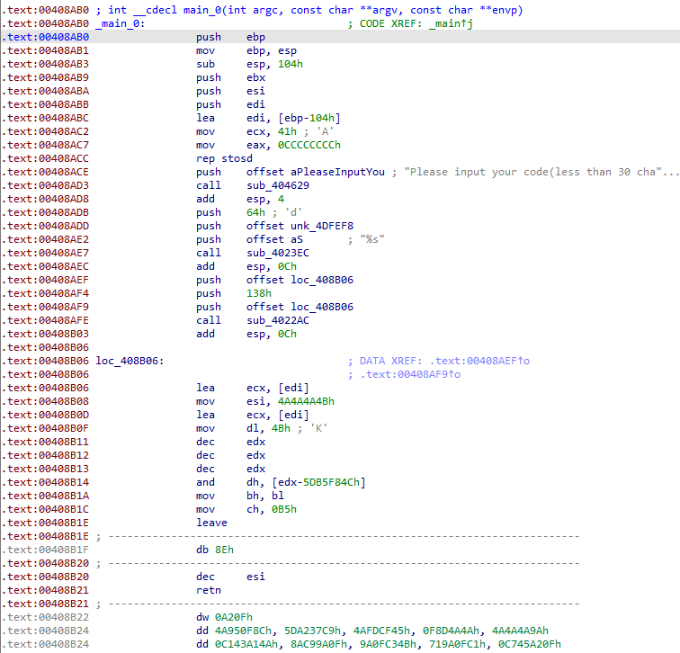 .text:00408AB0 ; int __cdecl main_0(int argc, const char **argv, const char **envp)
.text:00408AB0 _main_0: ; CODE XREF: _main↑j
.text:00408AB0 push ebp
.text:00408AB1 mov ebp, esp
.text:00408AB3 sub esp, 104h
.text:00408AB9 push ebx
.text:00408ABA push esi
.text:00408ABB push edi
.text:00408ABC lea edi, [ebp-104h]
.text:00408AC2 mov ecx, 41h ; 'A'
.text:00408AC7 mov eax, 0CCCCCCCCh
.text:00408ACC rep stosd
.text:00408ACE push offset aPleaseInputYou ; "Please input your code(less than 30 cha"...
.text:00408AD3 call sub_404629
.text:00408AD8 add esp, 4
.text:00408ADB push 64h ; 'd'
.text:00408ADD push offset unk_4DFEF8
.text:00408AE2 push offset aS ; "%s"
.text:00408AE7 call sub_4023EC
.text:00408AEC add esp, 0Ch
.text:00408AEF push offset loc_408B06
.text:00408AF4 push 138h
.text:00408AF9 push offset loc_408B06
.text:00408AFE call sub_4022AC
.text:00408B03 add esp, 0Ch
.text:00408B06
.text:00408B06 loc_408B06: ; DATA XREF: .text:00408AEF↑o
.text:00408B06 ; .text:00408AF9↑o
.text:00408B06 lea ecx, [edi]
.text:00408B08 mov esi, 4A4A4A4Bh
.text:00408B0D lea ecx, [edi]
.text:00408B0F mov dl, 4Bh ; 'K'
.text:00408B11 dec edx
.text:00408B12 dec edx
.text:00408B13 dec edx
.text:00408B14 and dh, [edx-5DB5F84Ch]
.text:00408B1A mov bh, bl
.text:00408B1C mov ch, 0B5h
.text:00408B1E leave
.text:00408B1E ; ---------------------------------------------------------------------------
.text:00408B1F db 8Eh
.text:00408B20 ; ---------------------------------------------------------------------------
.text:00408B20 dec esi
.text:00408B21 retn
.text:00408B21 ; ---------------------------------------------------------------------------
.text:00408B22 dw 0A20Fh
.text:00408B24 dd 4A950F8Ch, 5DA237C9h, 4AFDCF45h, 0F8D4A4Ah, 4A4A4A9Ah
.text:00408B24 dd 0C143A14Ah, 8AC99A0Fh, 9A0FC34Bh, 719A0FC1h, 0C745A20Fh